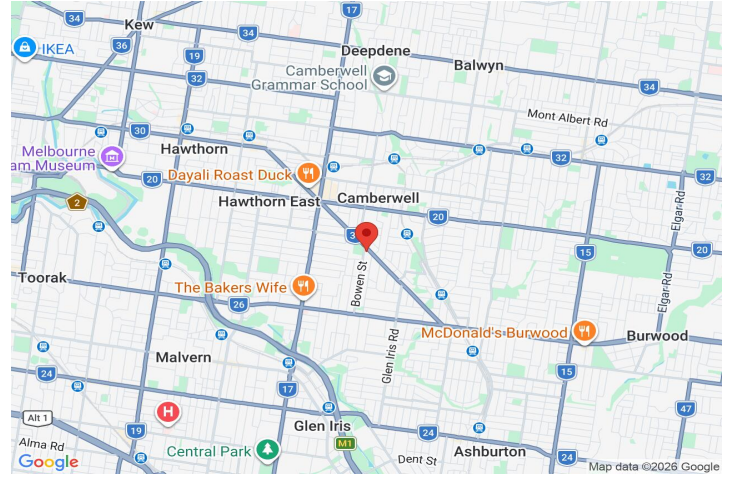 34
17
Kew
34
36
19
IKEA
Deepdene
Camberwell
Grammar School
Balwyn
32
34
Mont Albert Rd
30
Hawthorn
Melbourne
am Museum
20
Dayali Roast Duck
32
32
Hawthorn East
Camberwell
2
20
Elgar Rd
3
15
20
Toorak
The Bakers Wife
Bowen St
Elgar Rd
26
McDonald's Burwood
Burwood
Malvern
Glen Iris Rd
24
17
15
Alt 1
H
47
19
Glen Iris
24
Alma Rd
Central Park
M1
Ashburton
Dent St
24
Google
Map data ©2026 Google